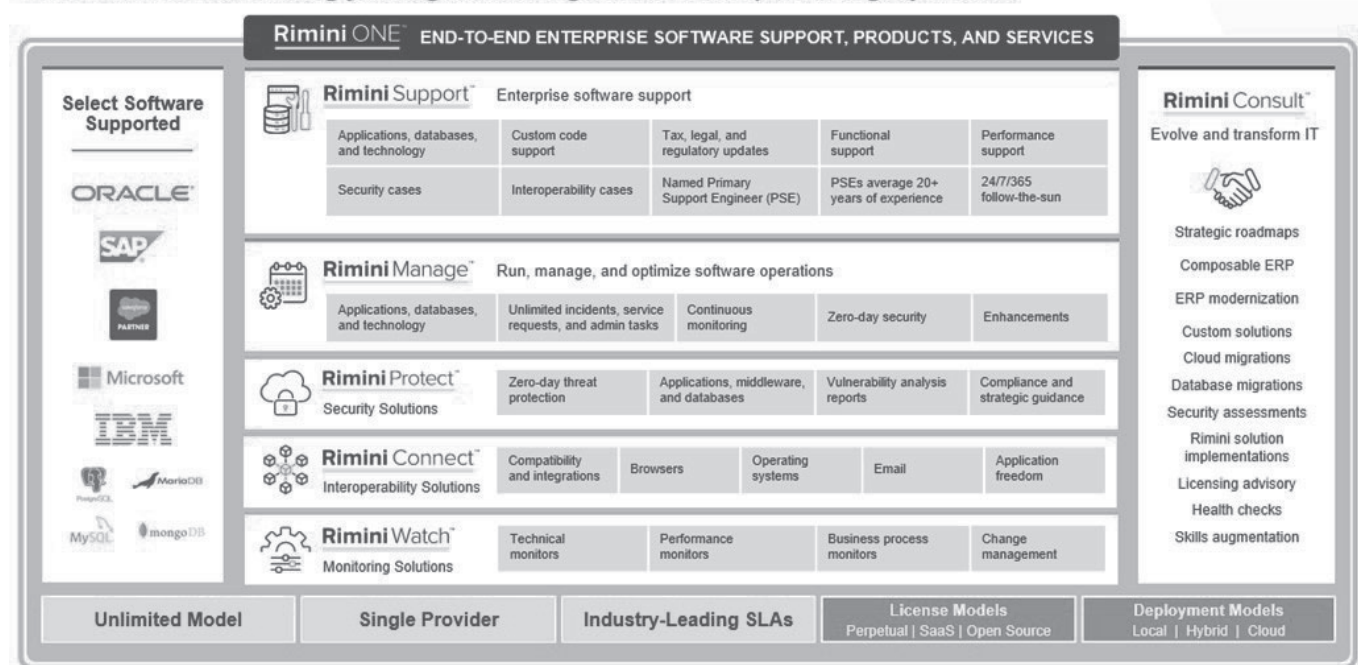 Rimini ONE™ END-TO-END ENTERPRISE SOFTWARE SUPPORT, PRODUCTS, AND SERVICES
Select Software
Supported
ORACLE
SAP
PARTNER
Microsoft
IBM
PostgreSQL
MariaDB
MySQL
mongoDB
Rimini Support™
Enterprise software support
Applications, databases,
and technology
Custom code
support
Tax, legal, and
regulatory updates
Functional
support
Performance
support
Security cases
Interoperability cases
Named Primary
Support Engineer (PSE)
PSEs average 20+
years of experience
24/7/365
follow-the-sun
Rimini Manage™
Run, manage, and optimize software operations
Applications, databases,
and technology
Unlimited incidents, service
requests, and admin tasks
Continuous
monitoring
Zero-day security
Enhancements
Rimini Protect™
Security Solutions
Zero-day threat
protection
Applications, middleware,
and databases
Vulnerability analysis
reports
Compliance and
strategic guidance
Rimini Connect™
Interoperability Solutions
Compatibility
and integrations
Browsers
Operating
systems
Email
Application
freedom
Rimini Watch™
Monitoring Solutions
Technical
monitors
Performance
monitors
Business process
monitors
Change
management
Rimini Consult™
Evolve and transform IT
Strategic roadmaps
Composable ERP
ERP modernization
Custom solutions
Cloud migrations
Database migrations
Security assessments
Rimini solution
implementations
Licensing advisory
Health checks
Skills augmentation
Unlimited Model
Single Provider
Industry-Leading SLAs
License Models
Perpetual | SaaS | Open Source
Deployment Models
Local | Hybrid | Cloud